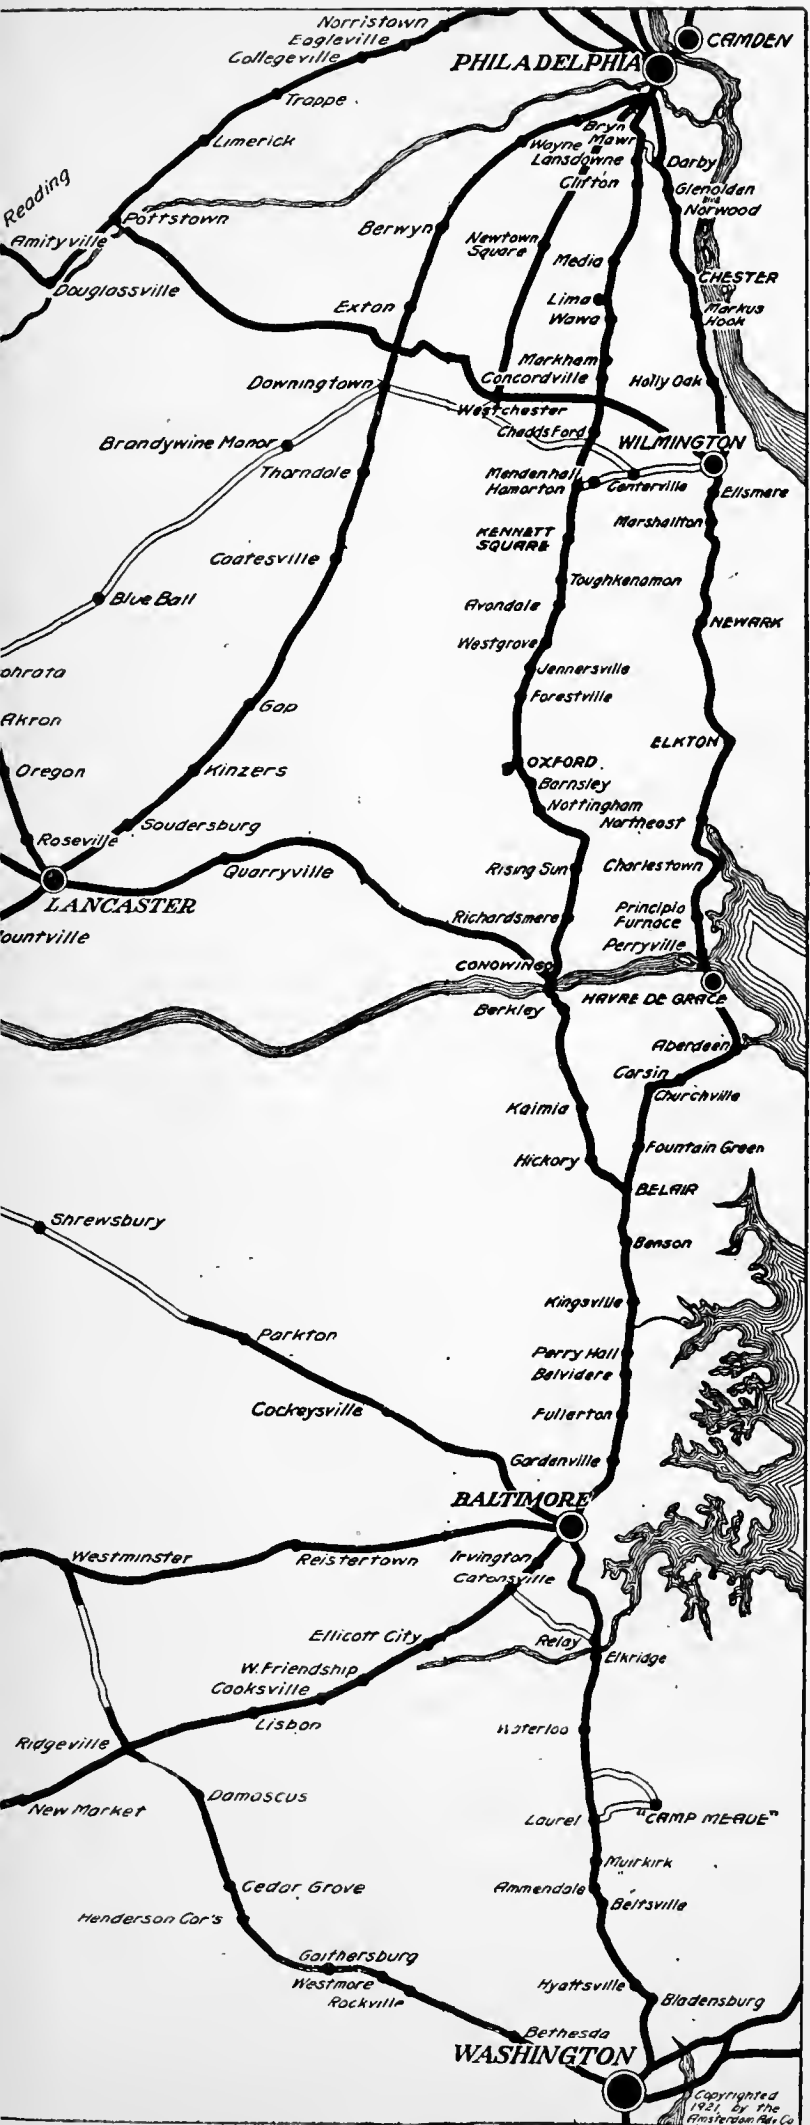 Norristown
Eagleville
Collegeville
CAMDEN
PHILADELPHIA
Trappe
Limerick
Bryn
Mawr
Wayne
Lansdowne
Darby
Clifton
Glenolden
Norwood
Reading
Pottstown
Amityville
Berwyn
Newtown
Square
Media
Douglassville
CHESTER
Exton
Lima
Wawa
Markus
Hook
Markham
Concordville
Holly Oak
Downingtown
Westchester
Chadds Ford
WILMINGTON
Brandywine Manor
Thorndale
Mendenhall
Hamorton
Centerville
Ellsmere
Marshallton
KENNETT
SQUARE
Coatesville
Toughkenamon
Blue Ball
Avondale
NEWARK
Westgrove
Jennersville
ohrata
Forestville
Gap
Akron
ELKTON
OXFORD
Oregon
Kinzers
Barnsley
Nottingham
Northeast
Soudersburg
Roseville
Quarryville
Rising Sun
Charlestown
LANCASTER
Richardsmere
Principio
Furnace
ountville
Perryville
CONOWINGO
HAVRE DE GRACE
Berkley
Aberdeen
Carsin
Churchville
Kalmia
Fountain Green
Hickory
BELAIR
Shrewsbury
Benson
Kingsville
Parkton
Perry Hall
Belvidere
Cockeysville
Fullerton
Gardenville
BALTIMORE
Westminster
Reistertown
Irvington
Catonsville
Ellicott City
Relay
Elkridge
W. Friendship
Cooksville
Lisbon
Waterloo
Ridgeville
Damascus
New Market
Laurel
"CAMP MEADE"
Muirkirk
Cedar Grove
Ammendale
Beltsville
Henderson Cor's
Gaithersburg
Westmore
Rockville
Hyattsville
Bladensburg
Bethesda
WASHINGTON
Copyrighted
1921, by the
Amsterdam Adv. Co